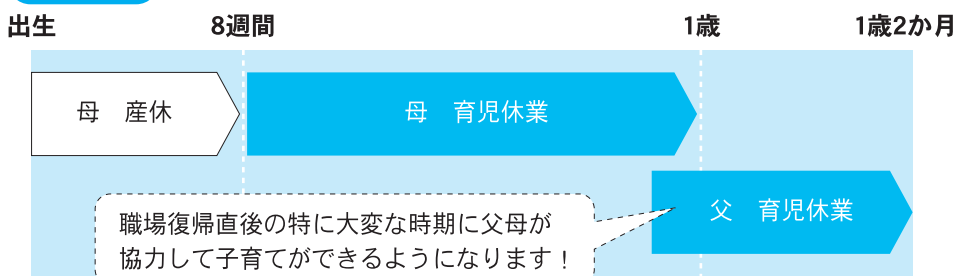 出生 8週間 1歳 1歳2か月
母 産休 母 育児休業
父 育児休業
職場復帰直後の特に大変な時期に父母が
協力して子育てができるようになります！